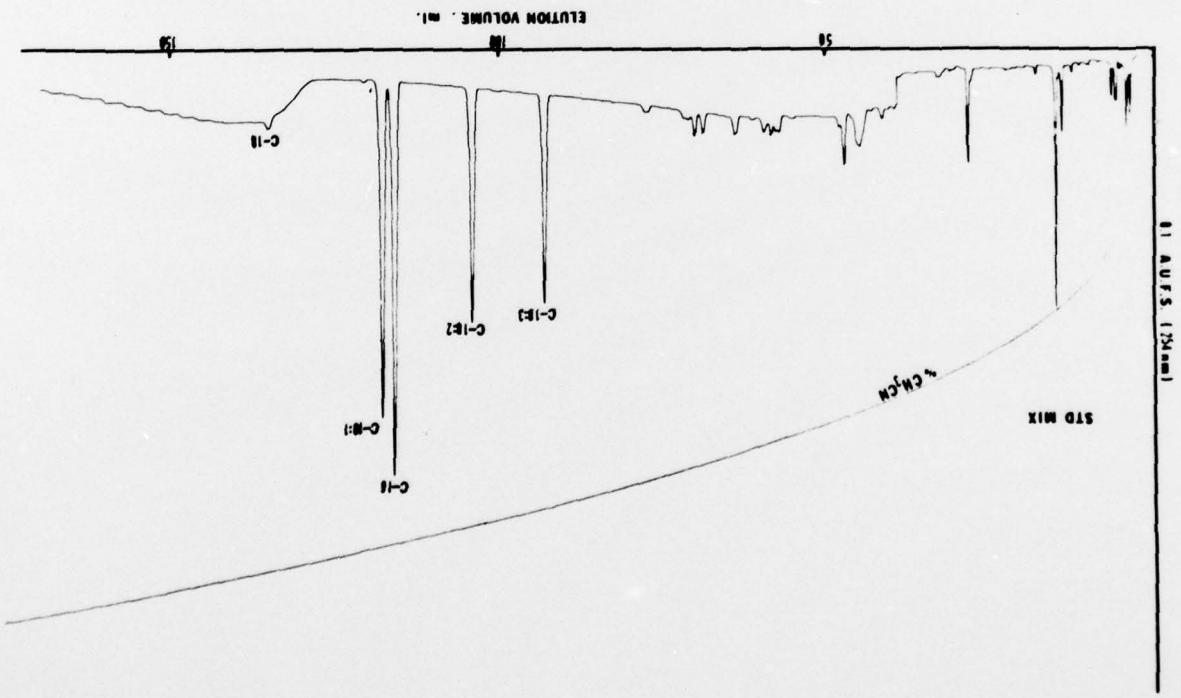 0.1 A.U.F.S. (254nm)
C-16
C-18:1
STD MIX
% CH₃CN
C-18:2
C-18:3
C-18
50 100 150
ELUTION VOLUME . ml.